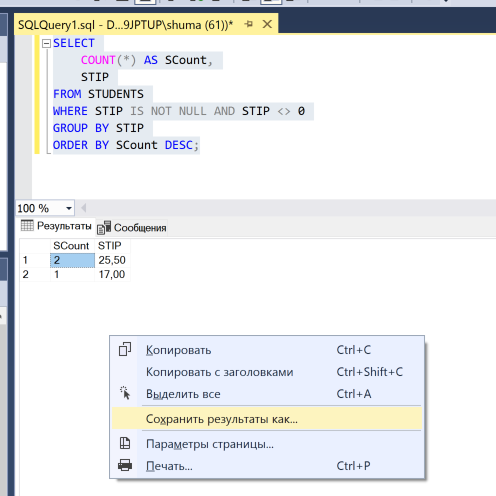 SQLQuery1.sql - D...9JPTUP\shuma (61))*
SELECT
COUNT(*) AS SCount,
STIP
FROM STUDENTS
WHERE STIP IS NOT NULL AND STIP <> 0
GROUP BY STIP
ORDER BY SCount DESC;
100 %
Результаты Сообщения
SCount STIP
1 2 25,50
2 1 17,00
Копировать Ctrl+C
Копировать с заголовками Ctrl+Shift+C
Выделить все Ctrl+A
Сохранить результаты как...
Параметры страницы...
Печать... Ctrl+P